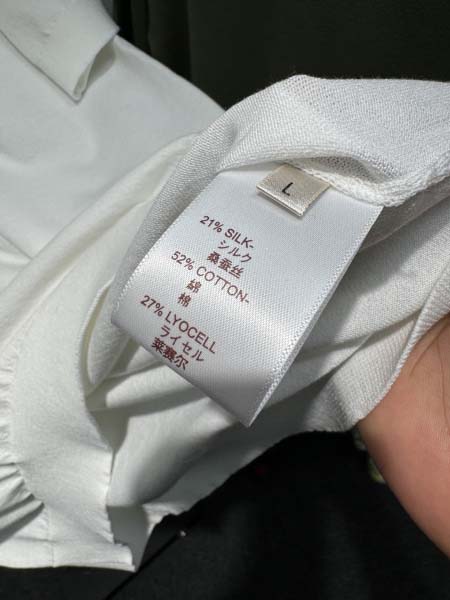 L
21% SILK-
シルク
桑蚕丝
52% COTTON-
綿
棉
27% LYOCELL
ライセル
莱赛尔